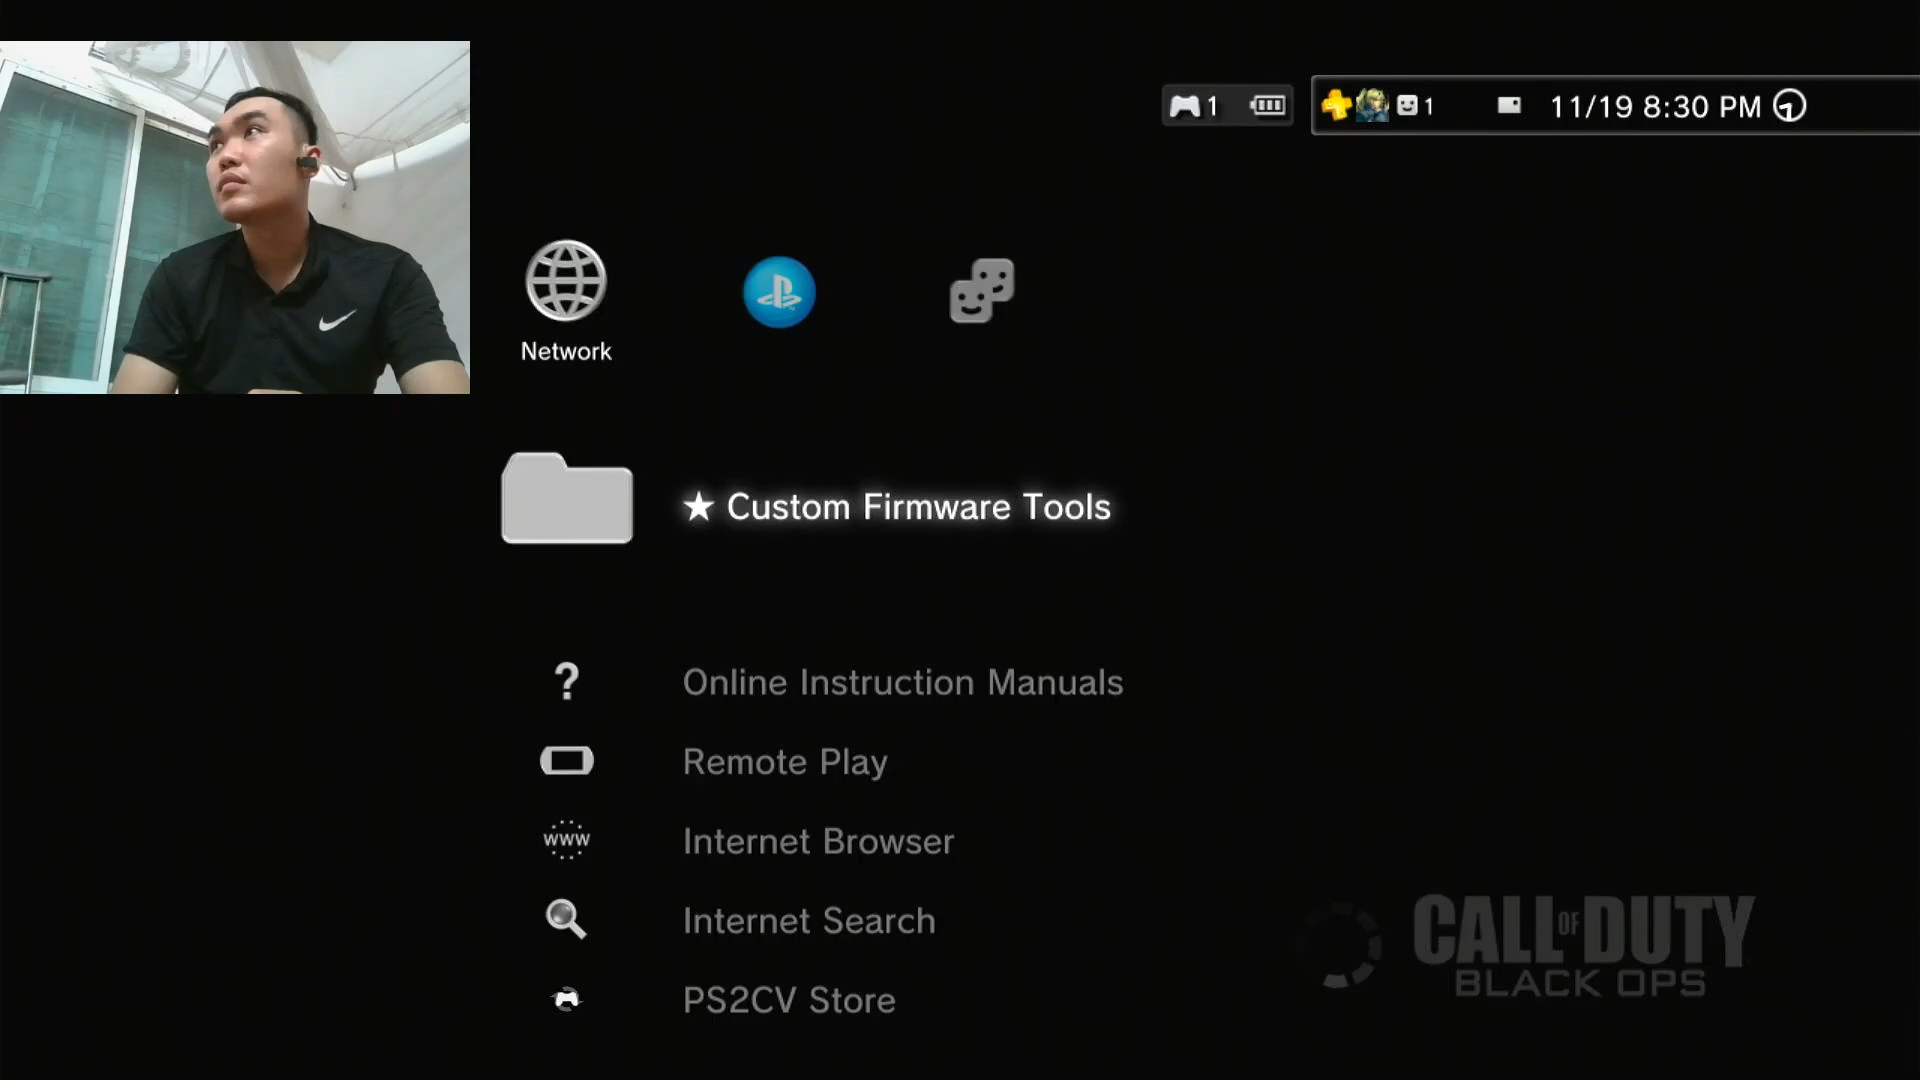 1
1
11/19 8:30 PM
Network
★ Custom Firmware Tools
?
Online Instruction Manuals
Remote Play
www
Internet Browser
Internet Search
PS2CV Store
CALL OF DUTY
BLACK OPS